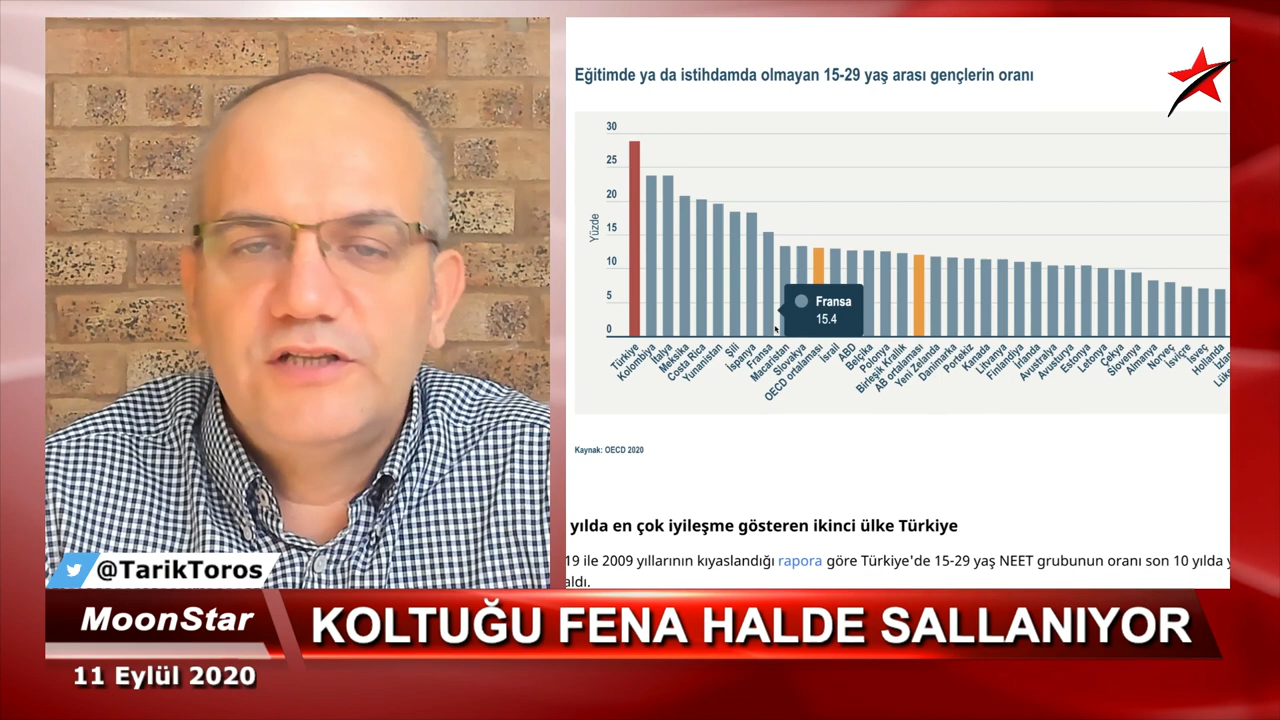 Eğitimde ya da istihdamda olmayan 15-29 yaş arası gençlerin oranı
Yüzde
30
25
20
15
10
5
0
Fransa
15.4
Türkiye
Kolombiya
İtalya
Meksika
Costa Rica
Yunanistan
Şili
İspanya
Fransa
Macaristan
Slovakya
OECD ortalaması
İsrail
ABD
Belçika
Polonya
Birleşik Krallık
AB ortalaması
Yeni Zelanda
Danimarka
Portekiz
Kanada
Litvanya
Finlandiya
İrlanda
Avustralya
Avusturya
Estonya
Letonya
Çekya
Slovenya
Almanya
Norveç
İsviçre
İsveç
Hollanda
İzlan
Lüks
Kaynak: OECD 2020
yılda en çok iyileşme gösteren ikinci ülke Türkiye
19 ile 2009 yıllarının kıyaslandığı rapora göre Türkiye'de 15-29 yaş NEET grubunun oranı son 10 yılda y
aldı.
@TarikToros
MoonStar
KOLTUĞU FENA HALDE SALLANIYOR
11 Eylül 2020